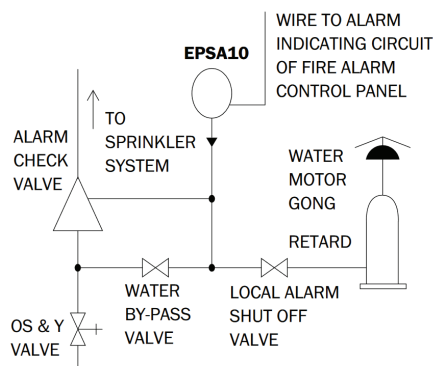 WIRE TO ALARM
INDICATING CIRCUIT
OF FIRE ALARM
CONTROL PANEL
EPSA10
TO
SPRINKLER
SYSTEM
ALARM
CHECK
VALVE
WATER
MOTOR
GONG
RETARD
WATER
BY-PASS
VALVE
LOCAL ALARM
SHUT OFF
VALVE
OS & Y
VALVE